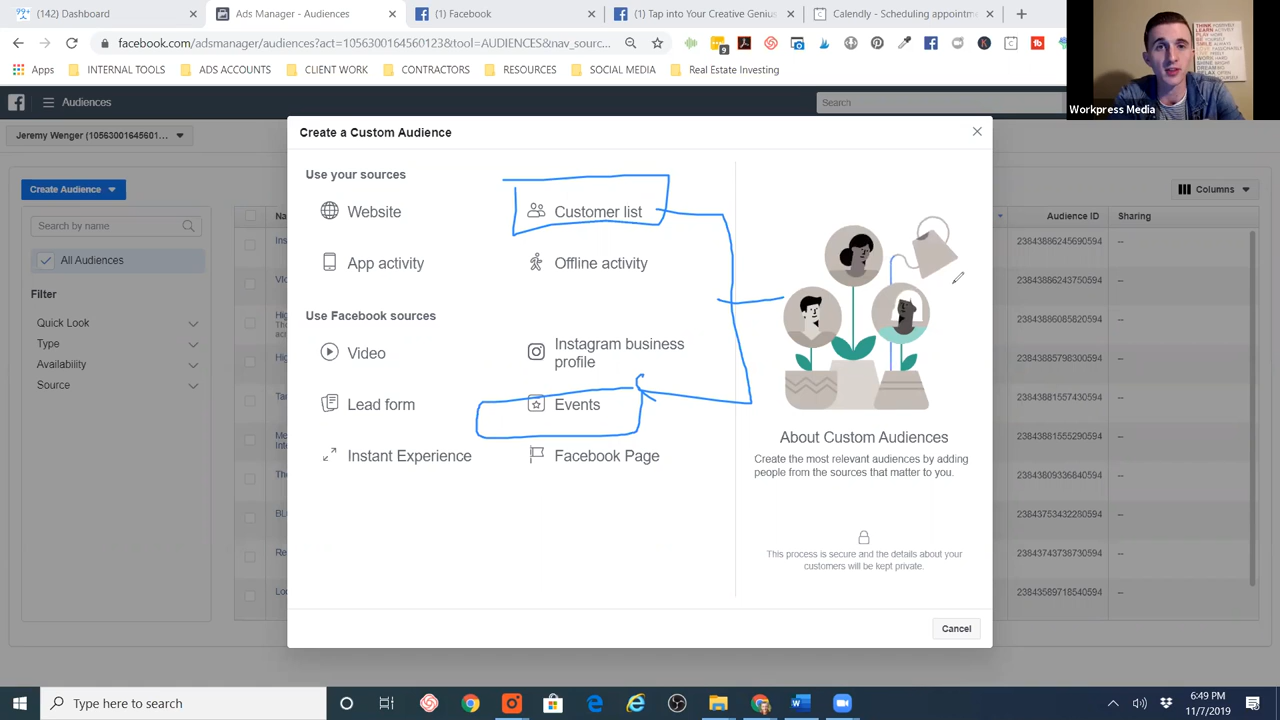 (142) Dashboard
Ads Manager - Audiences
(1) Facebook
(1) Tap into Your Creative Genius
Calendly - Scheduling appointm
facebook.com/adsmanager/audiences?act=105630016456012 3&tool=AUDIENCES&nav_sourc...
9
Apps
INTERNAL TOOLS
ADS ACCOUNTS
CLIENT WORK
CONTRACTORS
RESOURCES
SOCIAL MEDIA
Real Estate Investing
Workpress Media
Audiences
Search
Jeremy Wenger (10563001645601...
Create Audience
Columns
Search by name
All Audiences
Filter
Quick Look
Type
Availability
Source
Audience ID
Sharing
23843886245690594 --
23843886243750594 --
23843886085820594 --
23843885798300594 --
23843881557430594 --
23843881555290594 --
23843809336840594 --
23843753432280594 --
23843743738730594 --
23843589718540594 --
Create a Custom Audience
Use your sources
Website
Customer list
App activity
Offline activity
Use Facebook sources
Video
Instagram business
profile
Lead form
Events
Instant Experience
Facebook Page
About Custom Audiences
Create the most relevant audiences by adding
people from the sources that matter to you.
This process is secure and the details about your
customers will be kept private.
Cancel
Type here to search
6:49 PM
11/7/2019